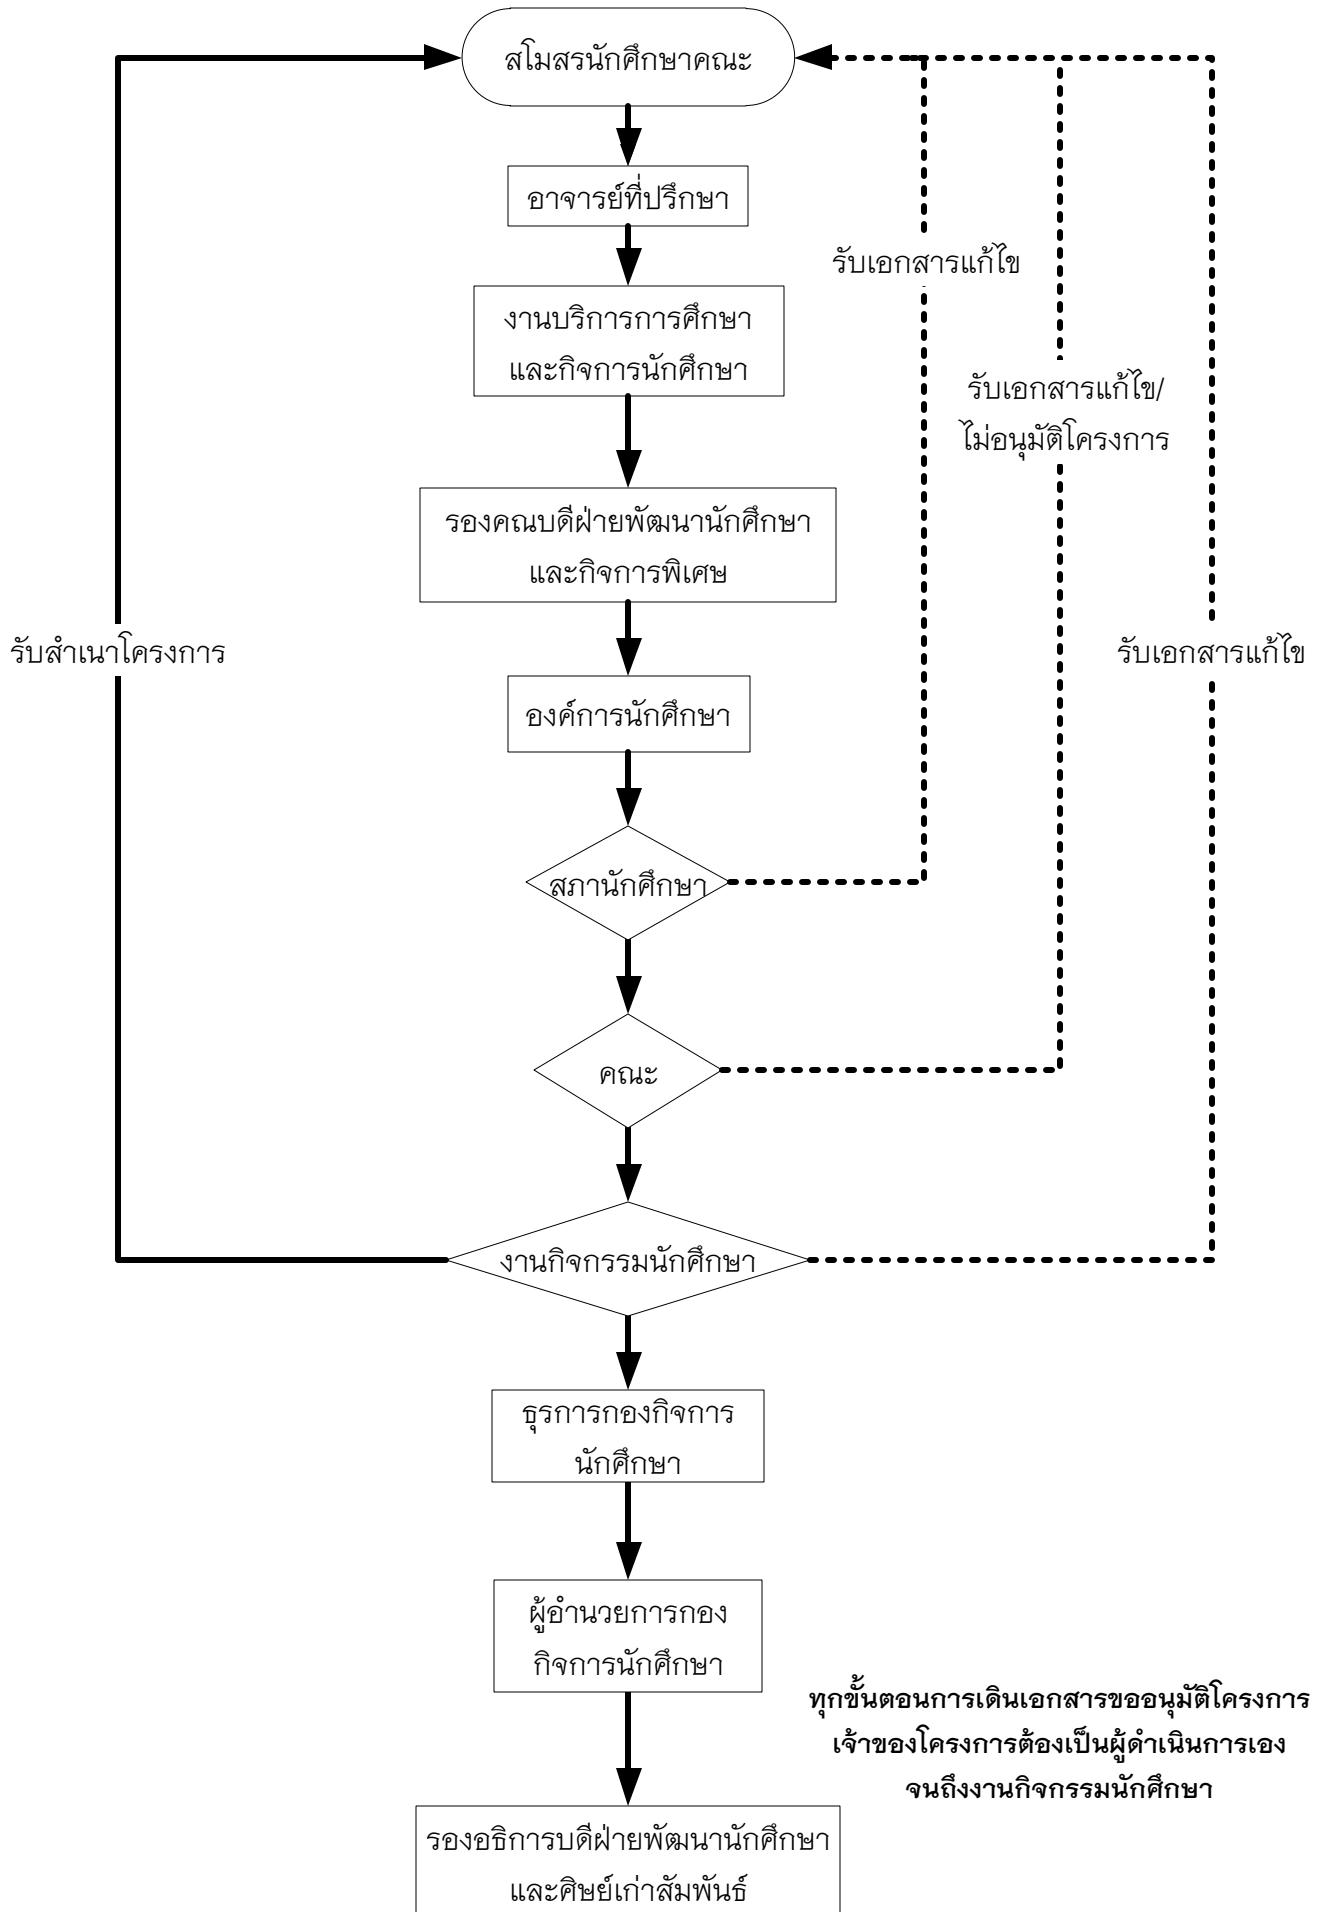 สโมสรนักศึกษาคณะ
อาจารย์ที่ปรึกษา
รับเอกสารแก้ไข
งานบริการการศึกษา
และกิจการนักศึกษา
รับเอกสารแก้ไข/
ไม่อนุมัติโครงการ
รองคณบดีฝ่ายพัฒนานักศึกษา
และกิจการพิเศษ
รับสำเนาโครงการ
รับเอกสารแก้ไข
องค์การนักศึกษา
สภานักศึกษา
คณะ
งานกิจกรรมนักศึกษา
ธุรการกองกิจการ
นักศึกษา
ผู้อำนวยการกอง
กิจการนักศึกษา
ทุกขั้นตอนการเดินเอกสารขออนุมัติโครงการ
เจ้าของโครงการต้องเป็นผู้ดำเนินการเอง
จนถึงงานกิจกรรมนักศึกษา
รองอธิการบดีฝ่ายพัฒนานักศึกษา
และศิษย์เก่าสัมพันธ์